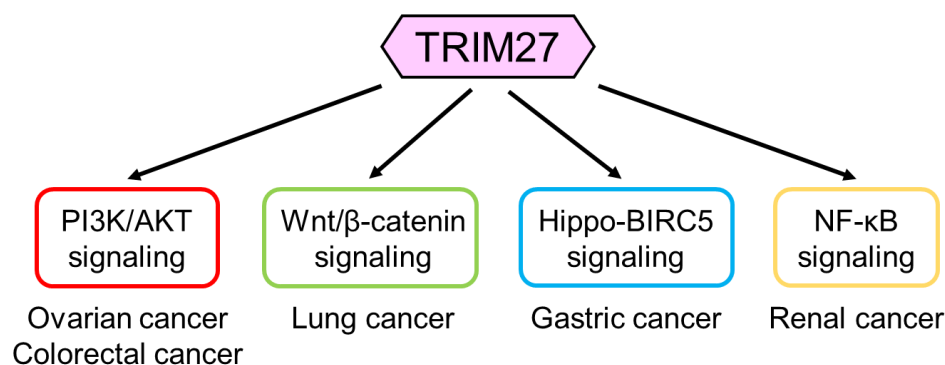 TRIM27
PI3K/AKT
signaling
Wnt/β-catenin
signaling
Hippo-BIRC5
signaling
NF-κB
signaling
Ovarian cancer
Colorectal cancer
Lung cancer
Gastric cancer
Renal cancer